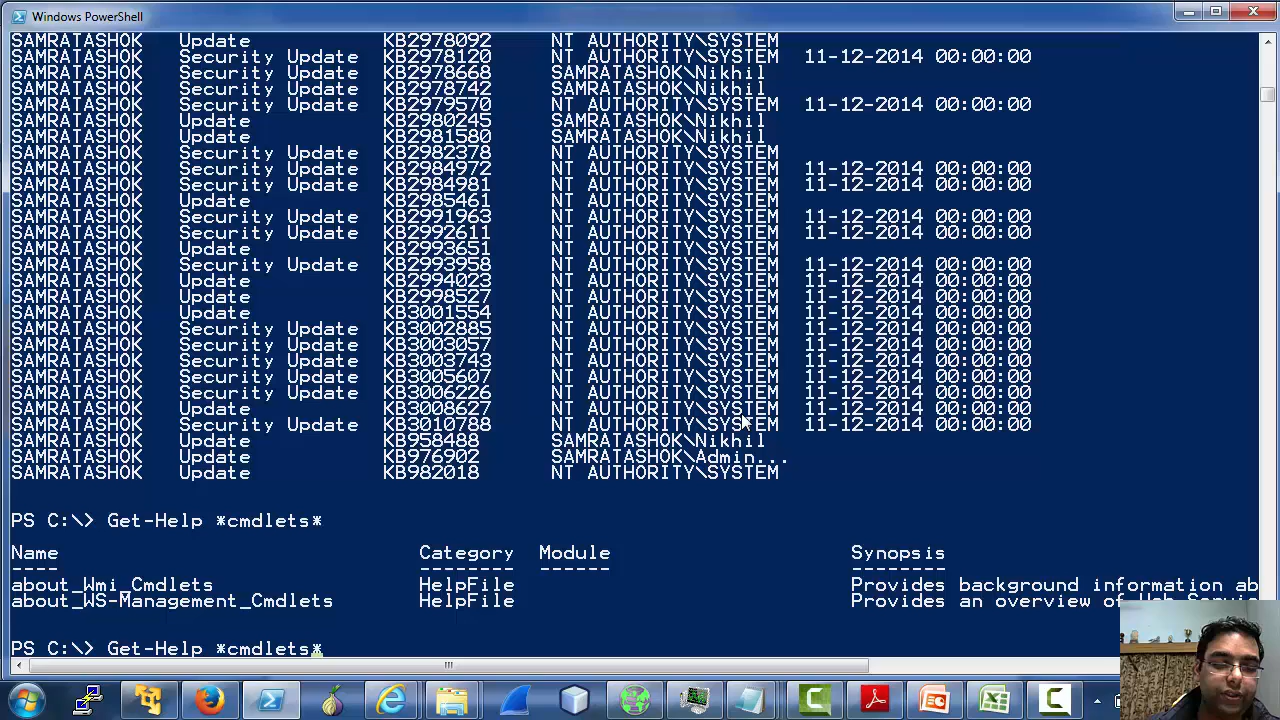 Windows PowerShell
SAMRATASHOK Update KB2978092 NT AUTHORITY\SYSTEM
SAMRATASHOK Security Update KB2978120 NT AUTHORITY\SYSTEM 11-12-2014 00:00:00
SAMRATASHOK Security Update KB2978668 SAMRATASHOK\Nikhil
SAMRATASHOK Security Update KB2978742 SAMRATASHOK\Nikhil
SAMRATASHOK Security Update KB2979570 NT AUTHORITY\SYSTEM 11-12-2014 00:00:00
SAMRATASHOK Update KB2980245 SAMRATASHOK\Nikhil
SAMRATASHOK Update KB2981580 SAMRATASHOK\Nikhil
SAMRATASHOK Security Update KB2982378 NT AUTHORITY\SYSTEM
SAMRATASHOK Security Update KB2984972 NT AUTHORITY\SYSTEM 11-12-2014 00:00:00
SAMRATASHOK Security Update KB2984981 NT AUTHORITY\SYSTEM 11-12-2014 00:00:00
SAMRATASHOK Update KB2985461 NT AUTHORITY\SYSTEM
SAMRATASHOK Security Update KB2991963 NT AUTHORITY\SYSTEM 11-12-2014 00:00:00
SAMRATASHOK Security Update KB2992611 NT AUTHORITY\SYSTEM 11-12-2014 00:00:00
SAMRATASHOK Update KB2993651 NT AUTHORITY\SYSTEM
SAMRATASHOK Security Update KB2993958 NT AUTHORITY\SYSTEM 11-12-2014 00:00:00
SAMRATASHOK Update KB2994023 NT AUTHORITY\SYSTEM 11-12-2014 00:00:00
SAMRATASHOK Update KB2998527 NT AUTHORITY\SYSTEM 11-12-2014 00:00:00
SAMRATASHOK Update KB3001554 NT AUTHORITY\SYSTEM 11-12-2014 00:00:00
SAMRATASHOK Security Update KB3002885 NT AUTHORITY\SYSTEM 11-12-2014 00:00:00
SAMRATASHOK Security Update KB3003057 NT AUTHORITY\SYSTEM 11-12-2014 00:00:00
SAMRATASHOK Security Update KB3003743 NT AUTHORITY\SYSTEM 11-12-2014 00:00:00
SAMRATASHOK Security Update KB3005607 NT AUTHORITY\SYSTEM 11-12-2014 00:00:00
SAMRATASHOK Security Update KB3006226 NT AUTHORITY\SYSTEM 11-12-2014 00:00:00
SAMRATASHOK Update KB3008627 NT AUTHORITY\SYSTEM 11-12-2014 00:00:00
SAMRATASHOK Security Update KB3010788 NT AUTHORITY\SYSTEM 11-12-2014 00:00:00
SAMRATASHOK Update KB958488 SAMRATASHOK\Nikhil
SAMRATASHOK Update KB976902 SAMRATASHOK\Admin...
SAMRATASHOK Update KB982018 NT AUTHORITY\SYSTEM
PS C:\> Get-Help *cmdlets*
Name Category Module Synopsis
---- -------- ------ --------
about_Wmi_Cmdlets HelpFile Provides background information ab
about_WS-Management_Cmdlets HelpFile Provides an overview of Web Servic
PS C:\> Get-Help *cmdlets*